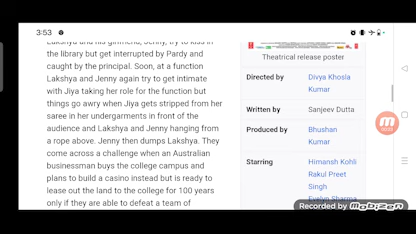 3:53
Lakshya and his girlfriend, Jenny, try to kiss in
the library but get interrupted by Pardy and
caught by the principal. Soon, at a function
Lakshya and Jenny again try to get intimate
with Jiya taking her role for the function but
things go awry when Jiya gets stripped from her
saree in her undergarments in front of the
audience and Lakshya and Jenny hanging from
a rope above. Jenny then dumps Lakshya. They
come across a challenge when an Australian
businessman buys the college campus and
plans to build a casino instead but is ready to
lease out the land to the college for 100 years
only if they are able to defeat a team of
Theatrical release poster
Directed by Divya Khosla
Kumar
Written by Sanjeev Dutta
Produced by Bhushan
Kumar
Starring Himansh Kohli
Rakul Preet
Singh
Evelyn Sharma
Recorded by MOBIZEN